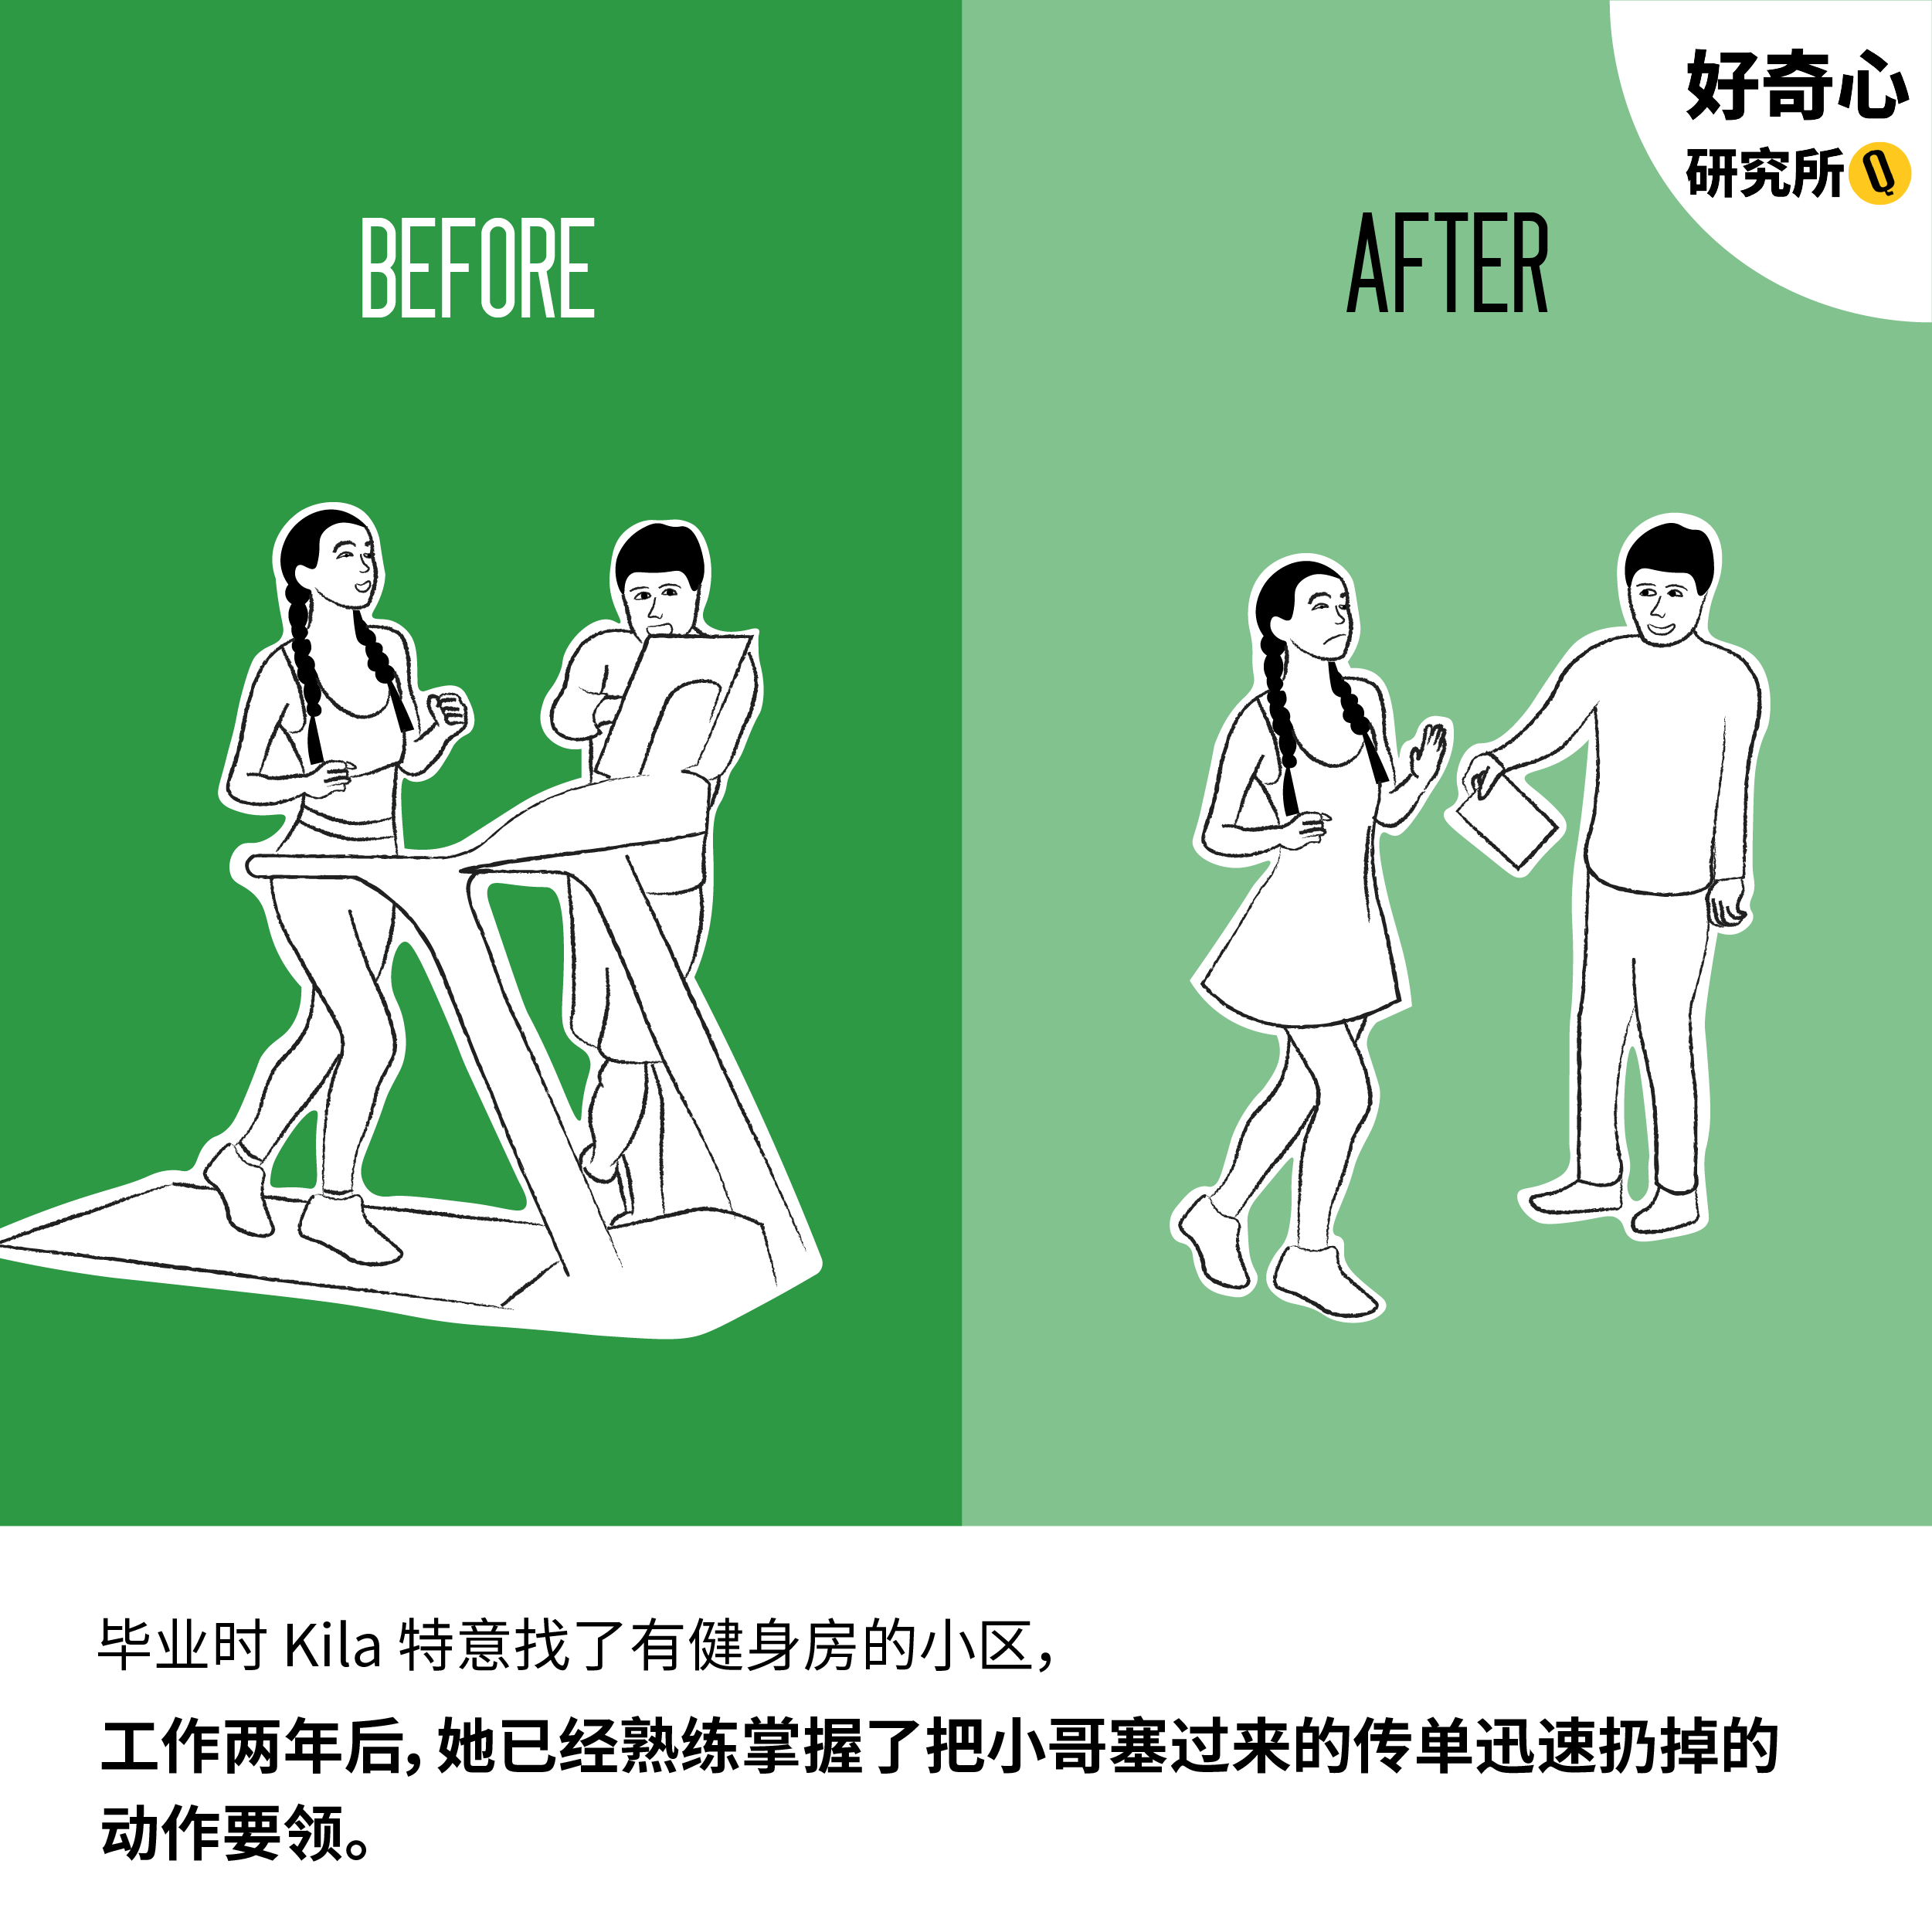 好奇心
研究所Q
BEFORE
AFTER
毕业时 Kila 特意找了有健身房的小区，
工作两年后，她已经熟练掌握了把小哥塞过来的传单迅速扔掉的
动作要领。